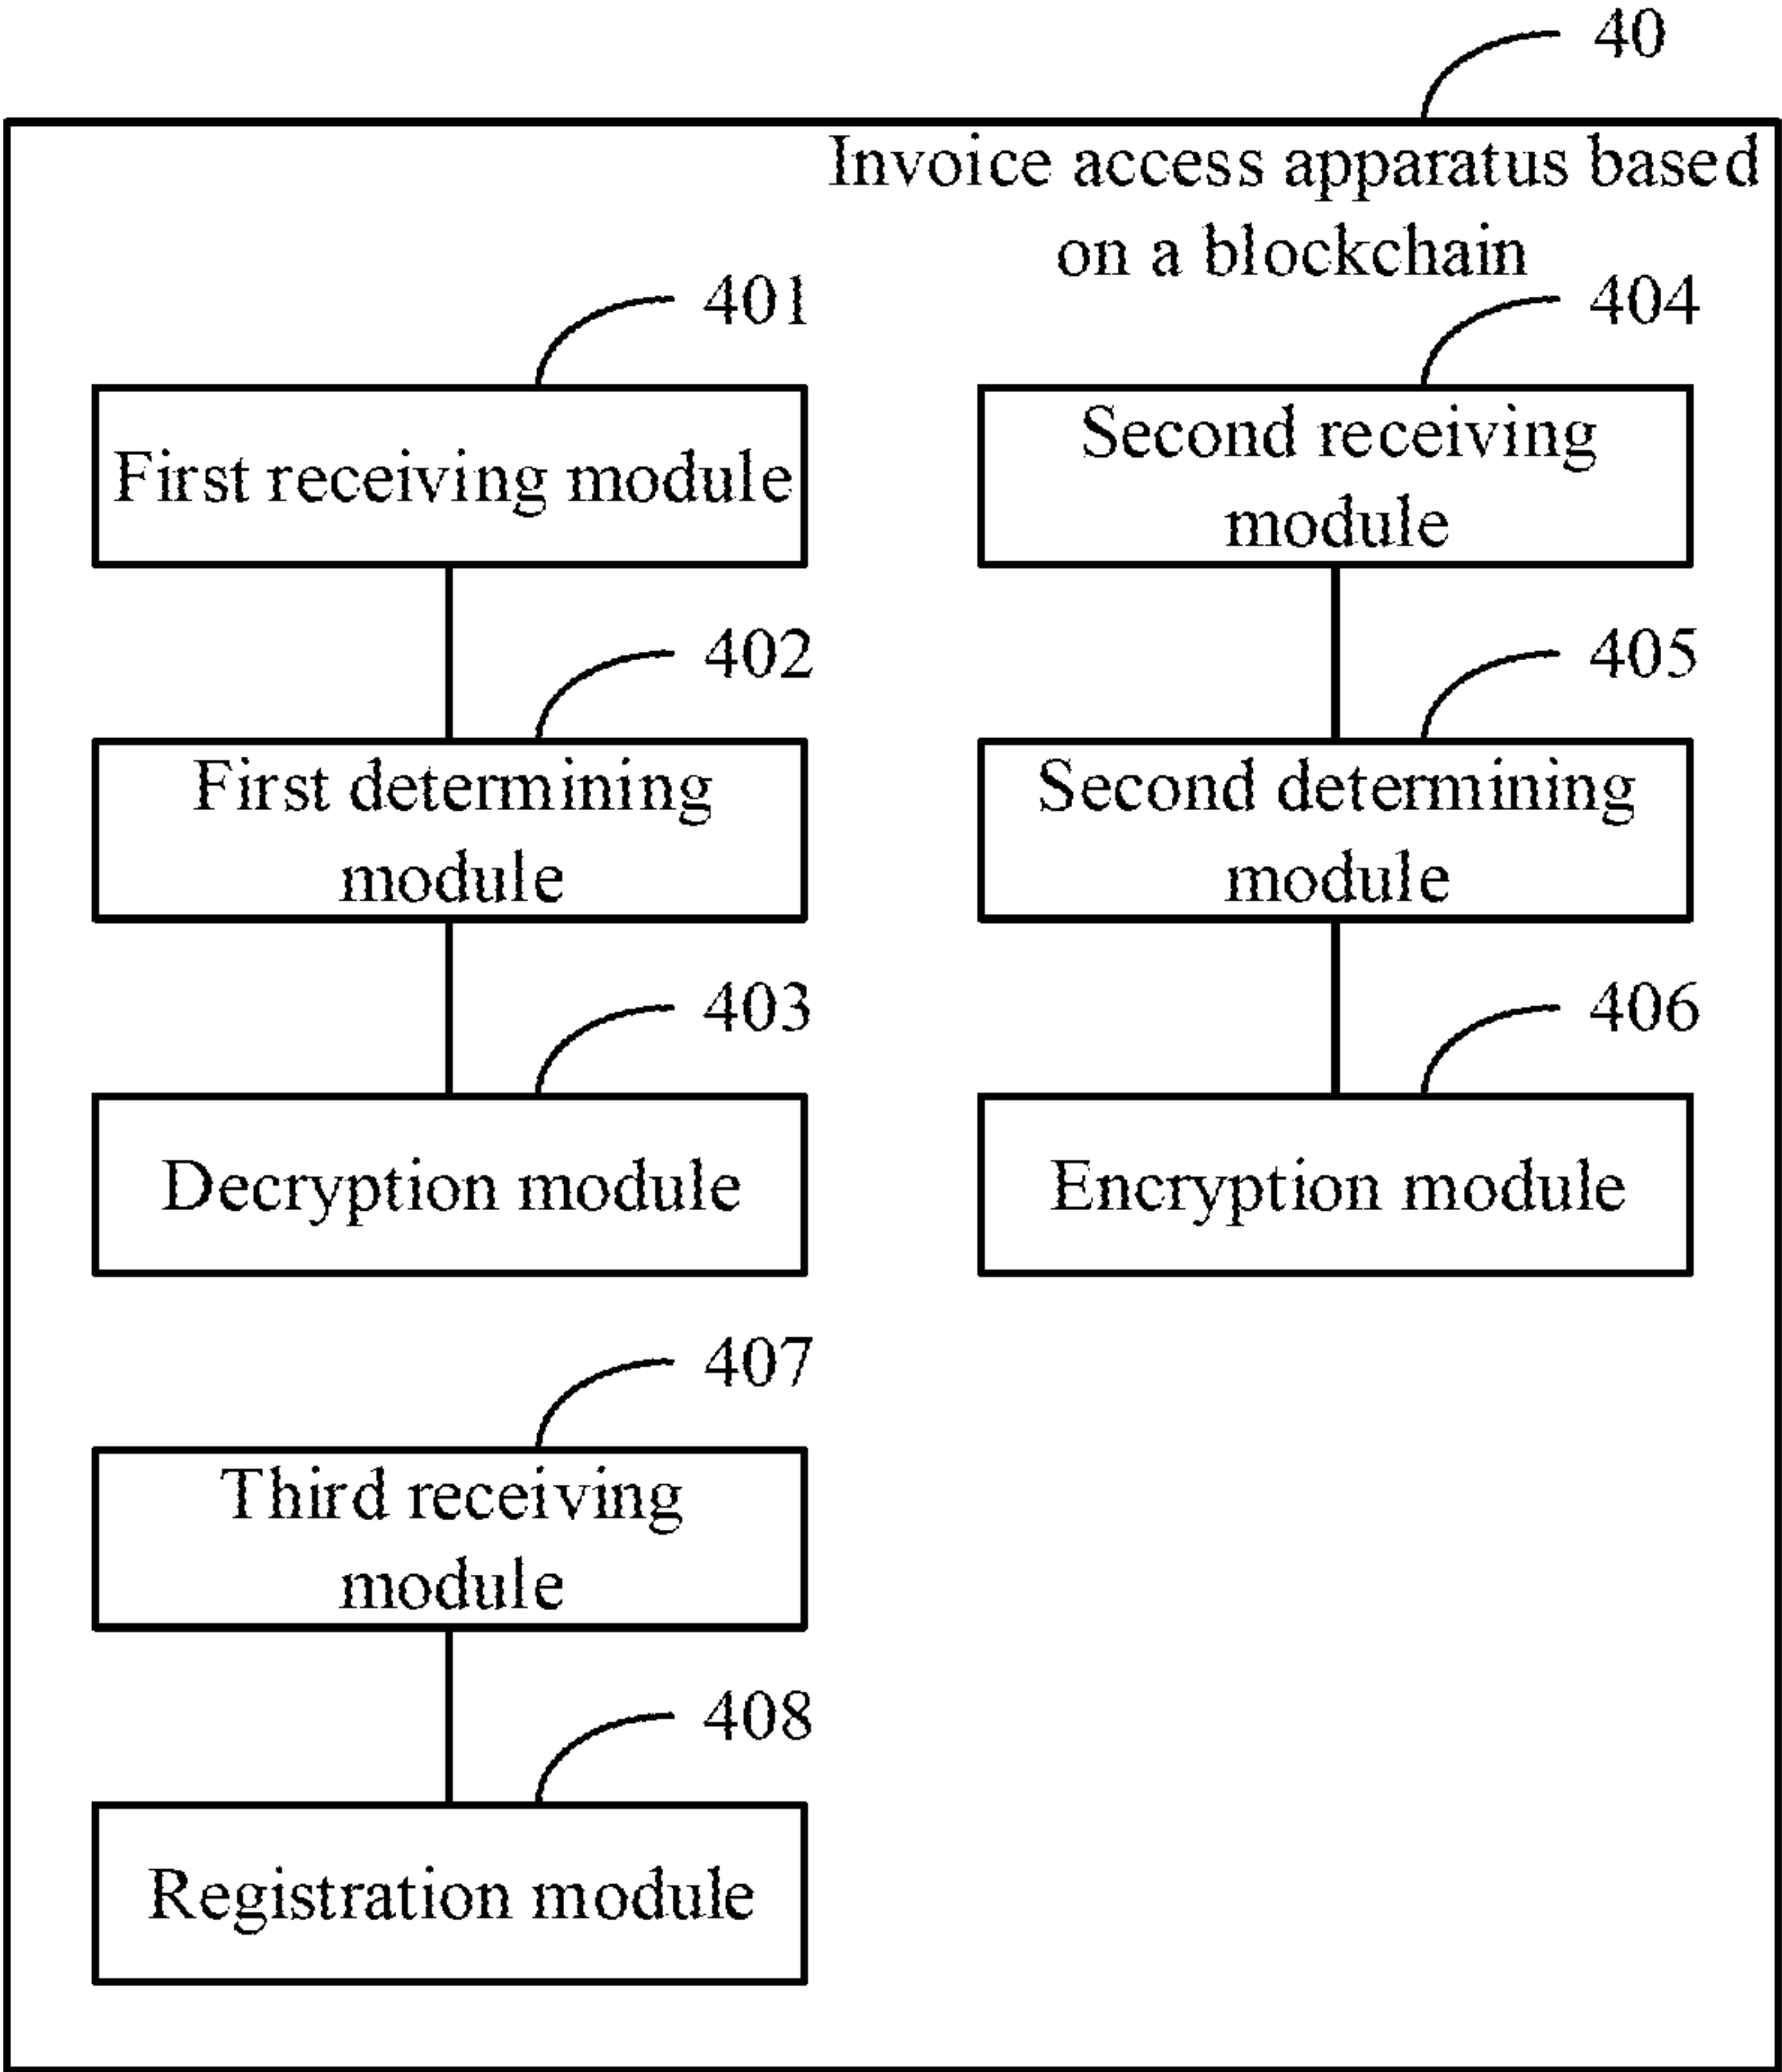 40
Invoice access apparatus based
on a blockchain
401
First receiving module
402
First determining
module
403
Decryption module
404
Second receiving
module
405
Second determining
module
406
Encryption module
407
Third receiving
module
408
Registration module